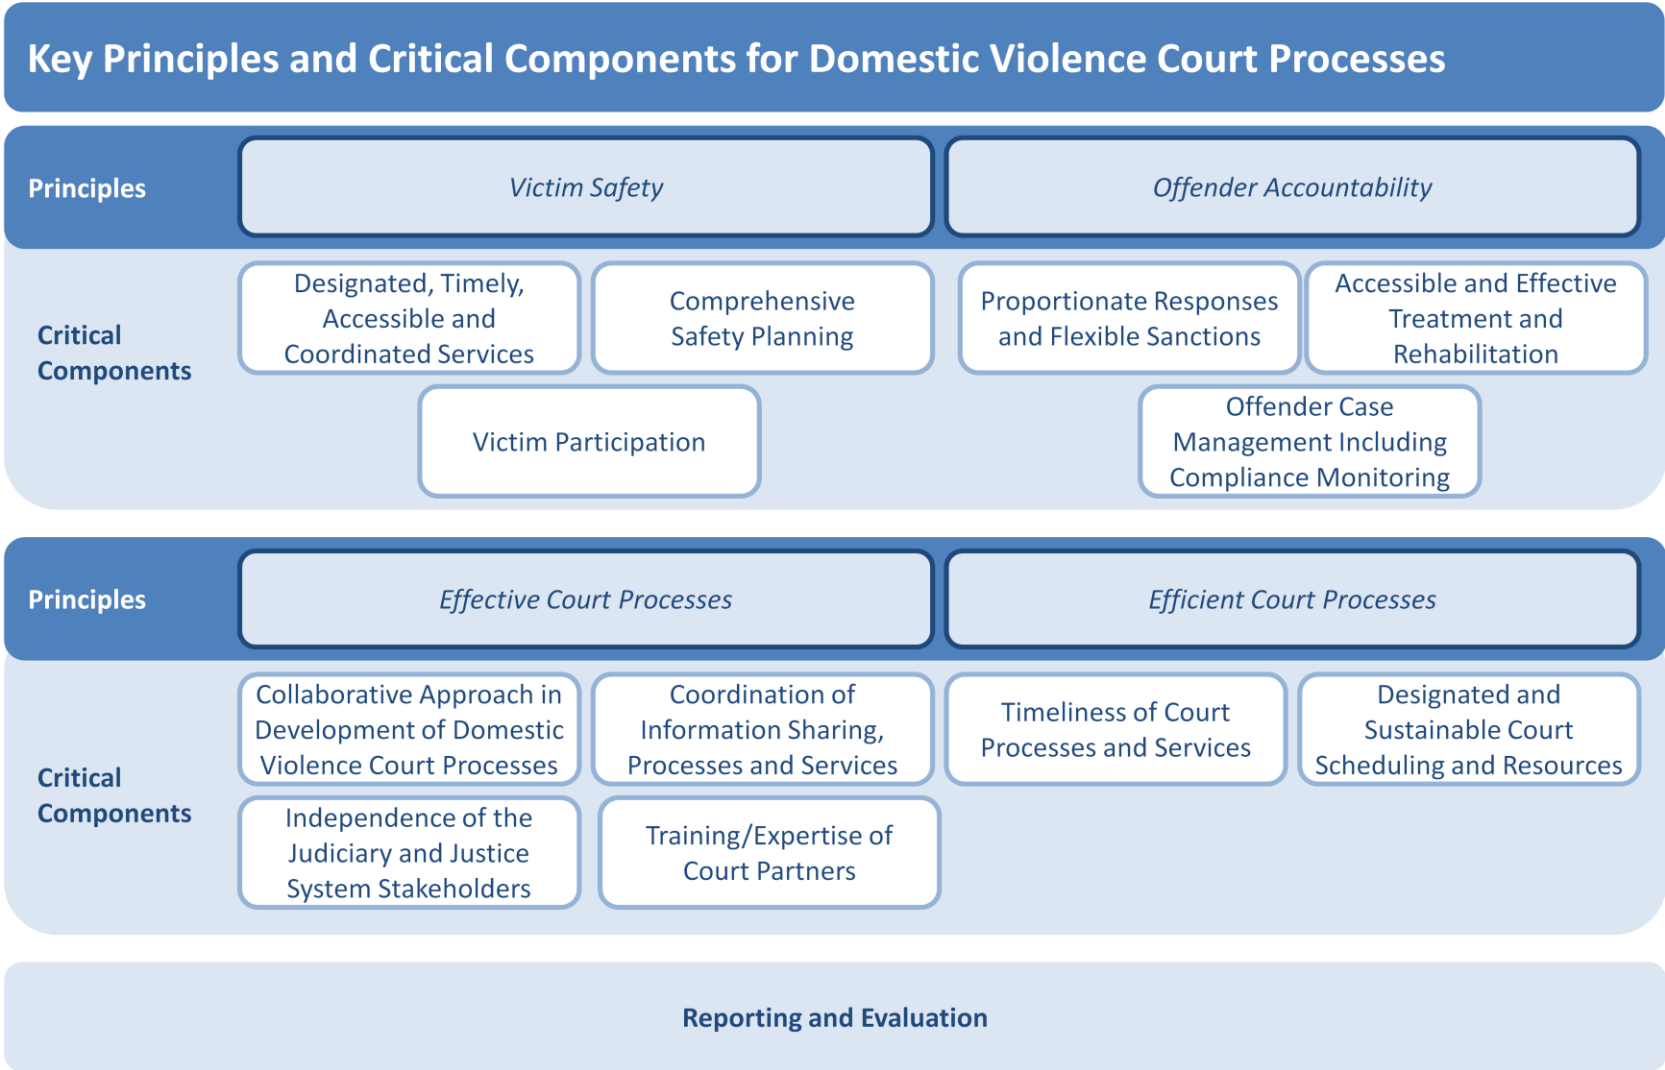 Key Principles and Critical Components for Domestic Violence Court Processes
Principles
Victim Safety
Offender Accountability
Critical
Components
Designated, Timely,
Accessible and
Coordinated Services
Comprehensive
Safety Planning
Proportionate Responses
and Flexible Sanctions
Accessible and Effective
Treatment and
Rehabilitation
Victim Participation
Offender Case
Management Including
Compliance Monitoring
Principles
Effective Court Processes
Efficient Court Processes
Critical
Components
Collaborative Approach in
Development of Domestic
Violence Court Processes
Coordination of
Information Sharing,
Processes and Services
Timeliness of Court
Processes and Services
Designated and
Sustainable Court
Scheduling and Resources
Independence of the
Judiciary and Justice
System Stakeholders
Training/Expertise of
Court Partners
Reporting and Evaluation